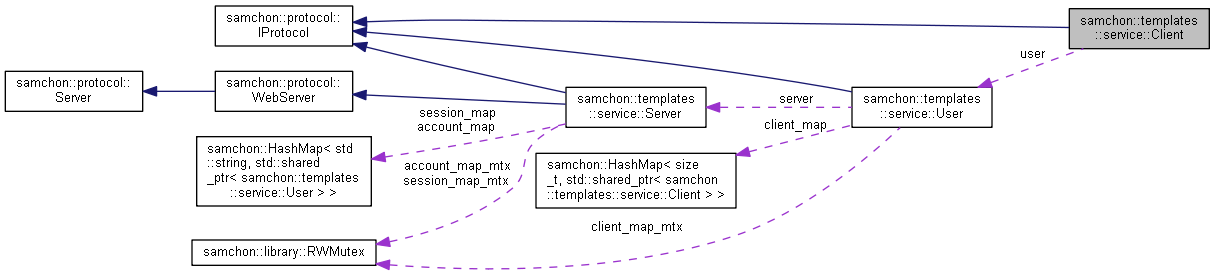 samchon::protocol::
IProtocol
samchon::templates
::service::Client
user
samchon::protocol::
Server
samchon::protocol::
WebServer
samchon::templates
::service::Server
server
samchon::templates
::service::User
session_map
account_map
client_map
samchon::HashMap< std
::string, std::shared
_ptr< samchon::templates
::service::User > >
account_map_mtx
session_map_mtx
samchon::HashMap< size
_t, std::shared_ptr< samchon
::templates::service::Client > >
client_map_mtx
samchon::library::RWMutex